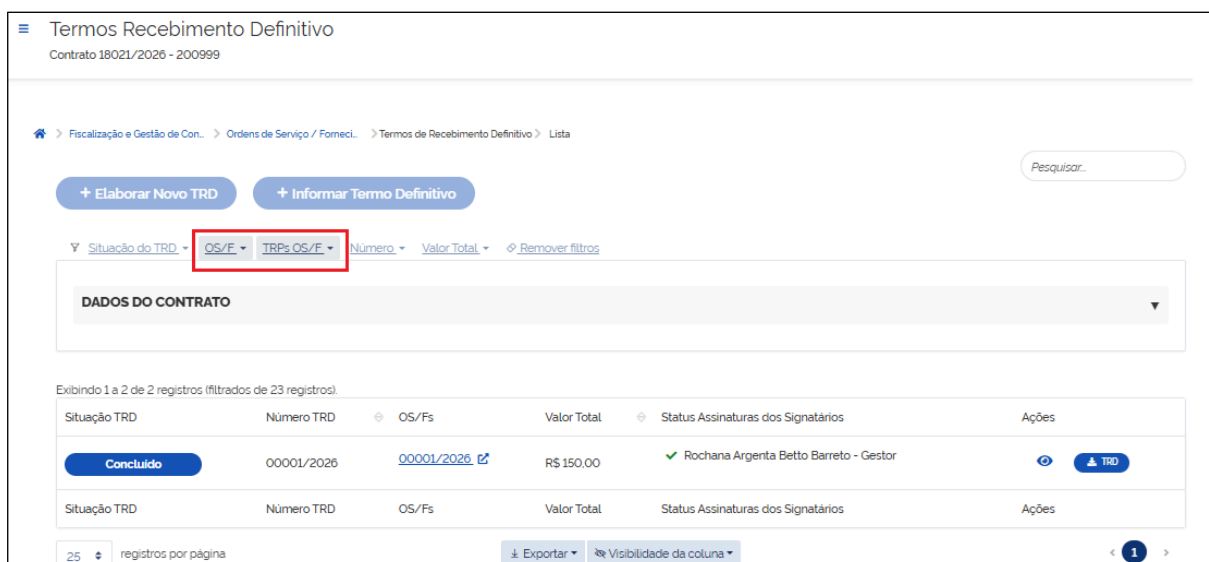 Termos Recebimento Definitivo
Contrato 18021/2026 - 200999
Fiscalização e Gestão de Con... > Ordens de Serviço / Forneci... > Termos de Recebimento Definitivo > Lista
Pesquisar...
+ Elaborar Novo TRD + Informar Termo Definitivo
Situação do TRD OS/F TRPs OS/F Número Valor Total Remover filtros
DADOS DO CONTRATO
Exibindo 1 a 2 de 2 registros (filtrados de 23 registros).
Situação TRD Número TRD OS/Fs Valor Total Status Assinaturas dos Signatários Ações
Concluído 00001/2026 00001/2026 R$ 150,00 Rochana Argenta Betto Barreto - Gestor TRD
Situação TRD Número TRD OS/Fs Valor Total Status Assinaturas dos Signatários Ações
25 registros por página Exportar Visibilidade da coluna < 1 >